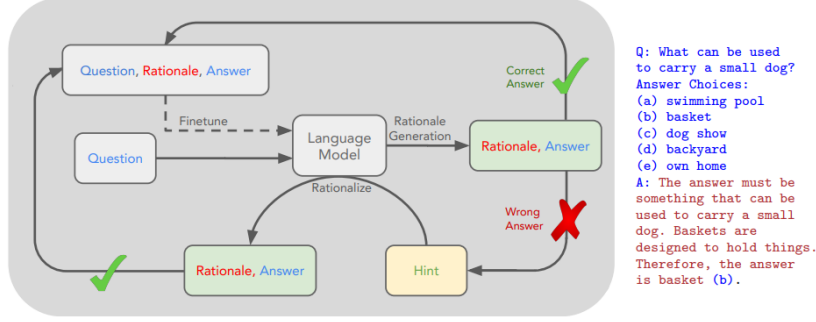 Question, Rationale, Answer
Finetune
Question
Language
Model
Rationale
Generation
Correct
Answer
Rationale, Answer
Rationalize
Wrong
Answer
Rationale, Answer
Hint
Q: What can be used
to carry a small dog?
Answer Choices:
(a) swimming pool
(b) basket
(c) dog show
(d) backyard
(e) own home
A: The answer must be
something that can be
used to carry a small
dog. Baskets are
designed to hold things.
Therefore, the answer
is basket (b).